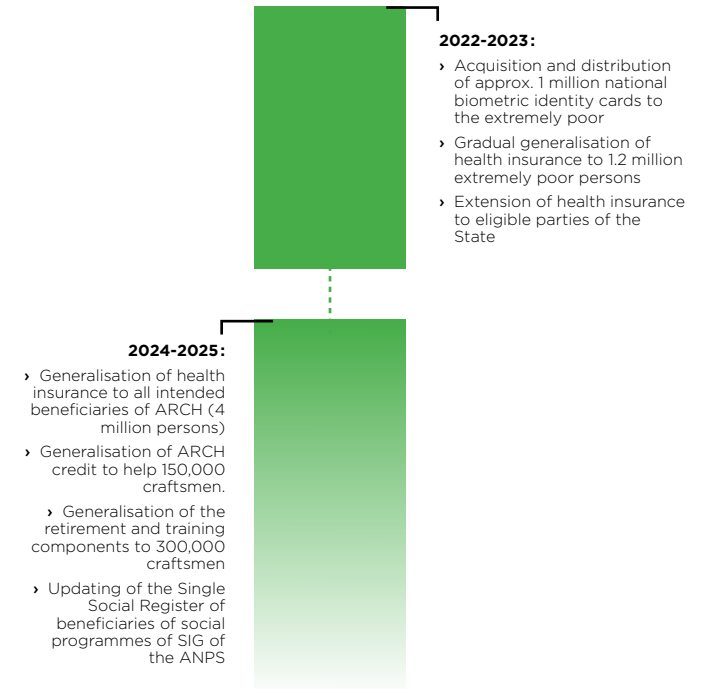 2022-2023:
› Acquisition and distribution
of approx. 1 million national
biometric identity cards to
the extremely poor
› Gradual generalisation of
health insurance to 1.2 million
extremely poor persons
› Extension of health insurance
to eligible parties of the
State
2024-2025:
› Generalisation of health
insurance to all intended
beneficiaries of ARCH (4
million persons)
› Generalisation of ARCH
credit to help 150,000
craftsmen.
› Generalisation of the
retirement and training
components to 300,000
craftsmen
› Updating of the Single
Social Register of
beneficiaries of social
programmes of SIG of
the ANPS